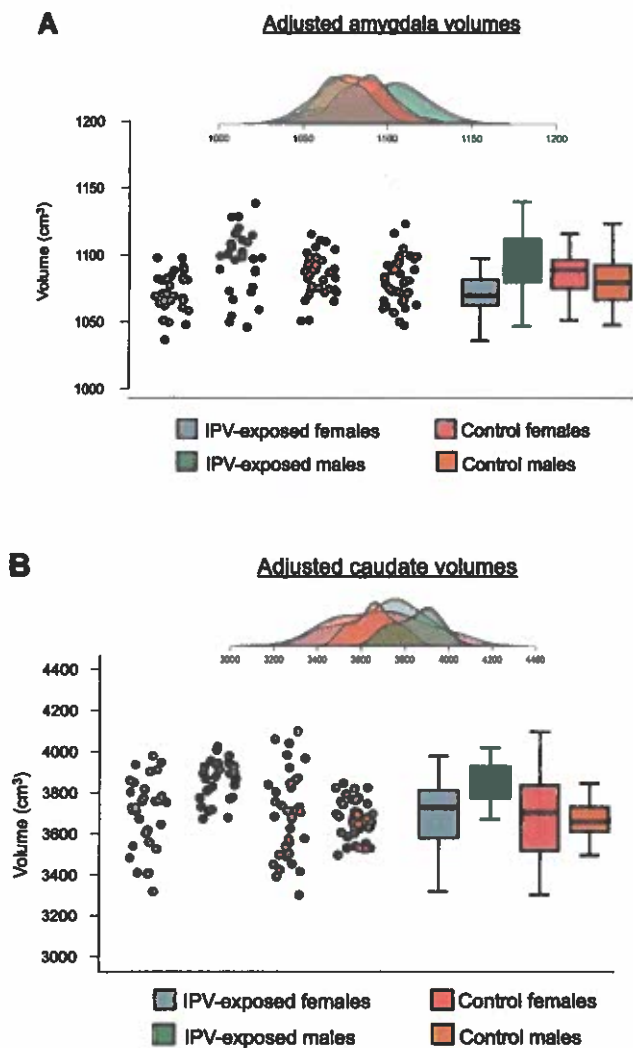 A
Adjusted amygdala volumes
1000 1050 1100 1150 1200
1200
1150
1100
1050
1000
Volume (cm³)
IPV-exposed females
Control females
IPV-exposed males
Control males
B
Adjusted caudate volumes
3000 3400 3600 3800 4000 4200 4400
4400
4200
4000
3800
3600
3400
3200
3000
Volume (cm³)
IPV-exposed females
Control females
IPV-exposed males
Control males